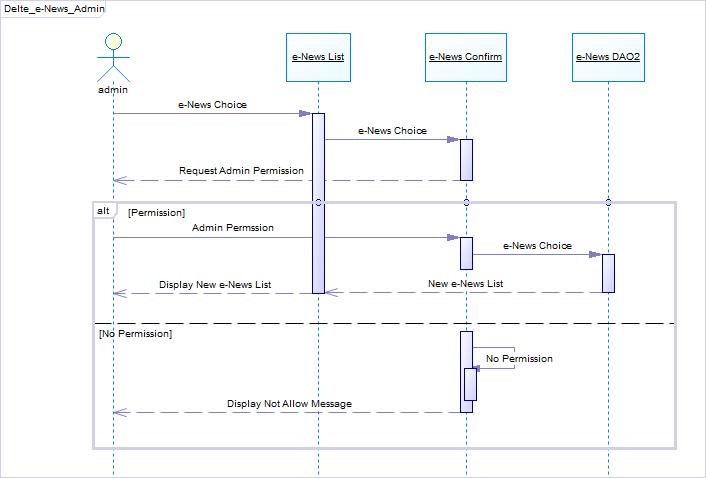 Delte_e-News_Admin
admin
e-News List
e-News Confirm
e-News DAO2
e-News Choice
e-News Choice
Request Admin Permission
alt
[Permission]
Admin Permssion
e-News Choice
Display New e-News List
New e-News List
[No Permission]
No Permission
Display Not Allow Message